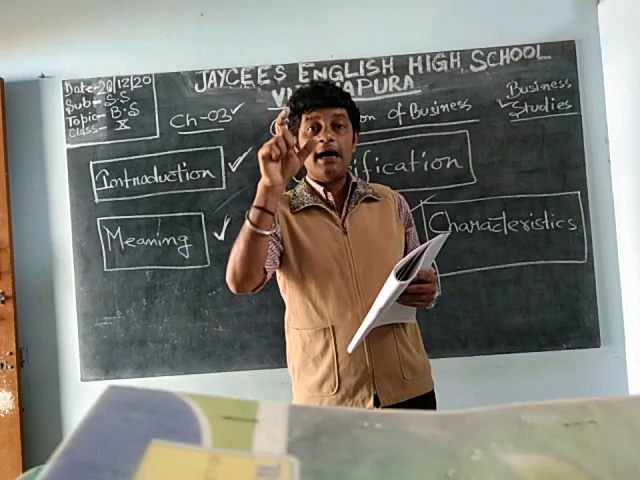 Date-20/12/20
Sub- S.S
Topic- B.S
Class- X
JAYCEES ENGLISH HIGH SCHOOL
Ch-03
of Business
Business
Studies
Introduction
Meaning
Characteristics